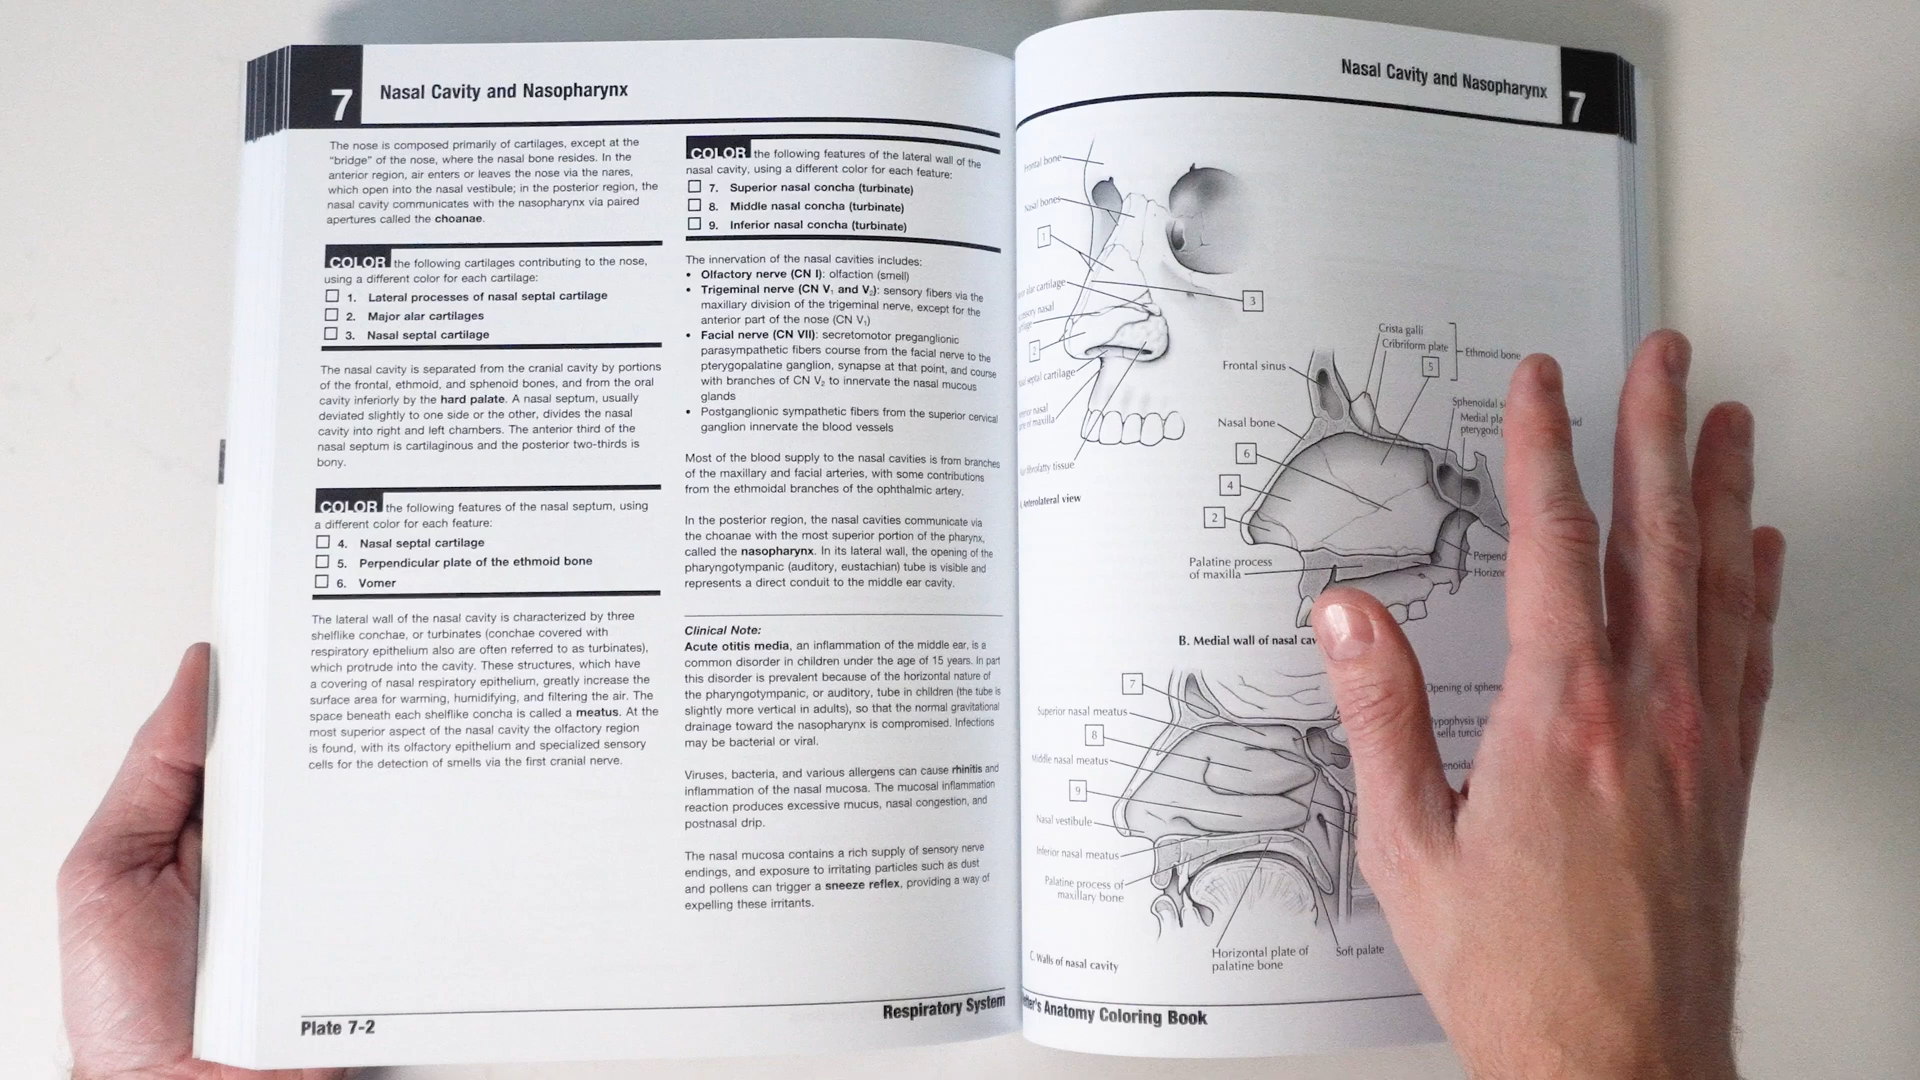 7
Nasal Cavity and Nasopharynx
The nose is composed primarily of cartilages, except at the
"bridge" of the nose, where the nasal bone resides. In the
anterior region, air enters or leaves the nose via the nares,
which open into the nasal vestibule; in the posterior region, the
nasal cavity communicates with the nasopharynx via paired
apertures called the choanae.
COLOR the following cartilages contributing to the nose,
using a different color for each cartilage:
1. Lateral processes of nasal septal cartilage
2. Major alar cartilages
3. Nasal septal cartilage
The nasal cavity is separated from the cranial cavity by portions
of the frontal, ethmoid, and sphenoid bones, and from the oral
cavity inferiorly by the hard palate. A nasal septum, usually
deviated slightly to one side or the other, divides the nasal
cavity into right and left chambers. The anterior third of the
nasal septum is cartilaginous and the posterior two-thirds is
bony.
COLOR the following features of the nasal septum, using
a different color for each feature:
4. Nasal septal cartilage
5. Perpendicular plate of the ethmoid bone
6. Vomer
The lateral wall of the nasal cavity is characterized by three
shelflike conchae, or turbinates (conchae covered with
respiratory epithelium also are often referred to as turbinates),
which protrude into the cavity. These structures, which have
a covering of nasal respiratory epithelium, greatly increase the
surface area for warming, humidifying, and filtering the air. The
space beneath each shelflike concha is called a meatus. At the
most superior aspect of the nasal cavity the olfactory region
is found, with its olfactory epithelium and specialized sensory
cells for the detection of smells via the first cranial nerve.
COLOR the following features of the lateral wall of the
nasal cavity, using a different color for each feature:
7. Superior nasal concha (turbinate)
8. Middle nasal concha (turbinate)
9. Inferior nasal concha (turbinate)
The innervation of the nasal cavities includes:
• Olfactory nerve (CN I): olfaction (smell)
• Trigeminal nerve (CN V₁ and V₂): sensory fibers via the
maxillary division of the trigeminal nerve, except for the
anterior part of the nose (CN V₁)
• Facial nerve (CN VII): secretomotor preganglionic
parasympathetic fibers course from the facial nerve to the
pterygopalatine ganglion, synapse at that point, and course
with branches of CN V₂ to innervate the nasal mucous
glands
• Postganglionic sympathetic fibers from the superior cervical
ganglion innervate the blood vessels
Most of the blood supply to the nasal cavities is from branches
of the maxillary and facial arteries, with some contributions
from the ethmoidal branches of the ophthalmic artery.
In the posterior region, the nasal cavities communicate via
the choanae with the most superior portion of the pharynx,
called the nasopharynx. In its lateral wall, the opening of the
pharyngotympanic (auditory, eustachian) tube is visible and
represents a direct conduit to the middle ear cavity.
Clinical Note:
Acute otitis media, an inflammation of the middle ear, is a
common disorder in children under the age of 15 years. In part
this disorder is prevalent because of the horizontal nature of
the pharyngotympanic, or auditory, tube in children (the tube is
slightly more vertical in adults), so that the normal gravitational
drainage toward the nasopharynx is compromised. Infections
may be bacterial or viral.
Viruses, bacteria, and various allergens can cause rhinitis and
inflammation of the nasal mucosa. The mucosal inflammation
reaction produces excessive mucus, nasal congestion, and
postnasal drip.
The nasal mucosa contains a rich supply of sensory nerve
endings, and exposure to irritating particles such as dust
and pollens can trigger a sneeze reflex, providing a way of
expelling these irritants.
Plate 7-2
Respiratory System
Nasal Cavity and Nasopharynx
7
Frontal bone
Nasal bones
1
alar cartilage
nasal
3
2
septal cartilage
nasal
of maxilla
fibrofatty tissue
Anterolateral view
Crista galli
Cribriform plate
Ethmoid bone
5
Frontal sinus
Sphenoidal
Medial
pterygoid
Nasal bone
6
4
2
Palatine process
of maxilla
B. Medial wall of nasal
7
Opening of
Superior nasal meatus
8
sella
Middle nasal meatus
9
Nasal vestibule
Inferior nasal meatus
Palatine process of
maxillary bone
Horizontal plate of
palatine bone
Soft palate
C. Walls of nasal cavity
Anatomy Coloring Book